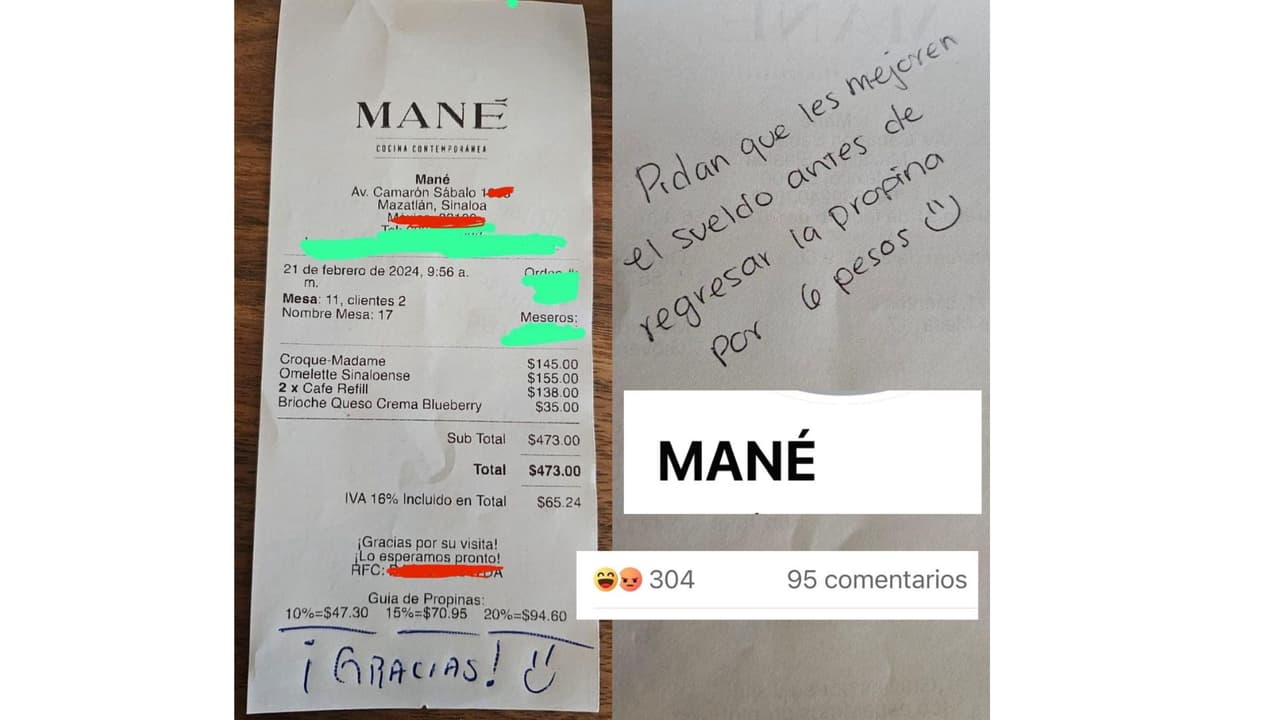 MANÉ
COCINA CONTEMPORÁNEA
Mané
Av. Camarón Sábalo
Mazatlán, Sinaloa
21 de febrero de 2024, 9:56 a.
m.
Mesa: 11, clientes 2
Nombre Mesa: 17
Meseros:
Croque-Madame $145.00
Omelette Sinaloense $155.00
2 x Cafe Refill $138.00
Brioche Queso Crema Blueberry $35.00
Sub Total $473.00
Total $473.00
IVA 16% Incluido en Total $65.24
¡Gracias por su visita!
¡Lo esperamos pronto!
RFC:
Guia de Propinas:
10%=$47.30 15%=$70.95 20%=$94.60
¡GRACIAS!
Pidan que les mejoren
el sueldo antes de
regresar la propina
por 6 pesos
MANÉ
304 95 comentarios